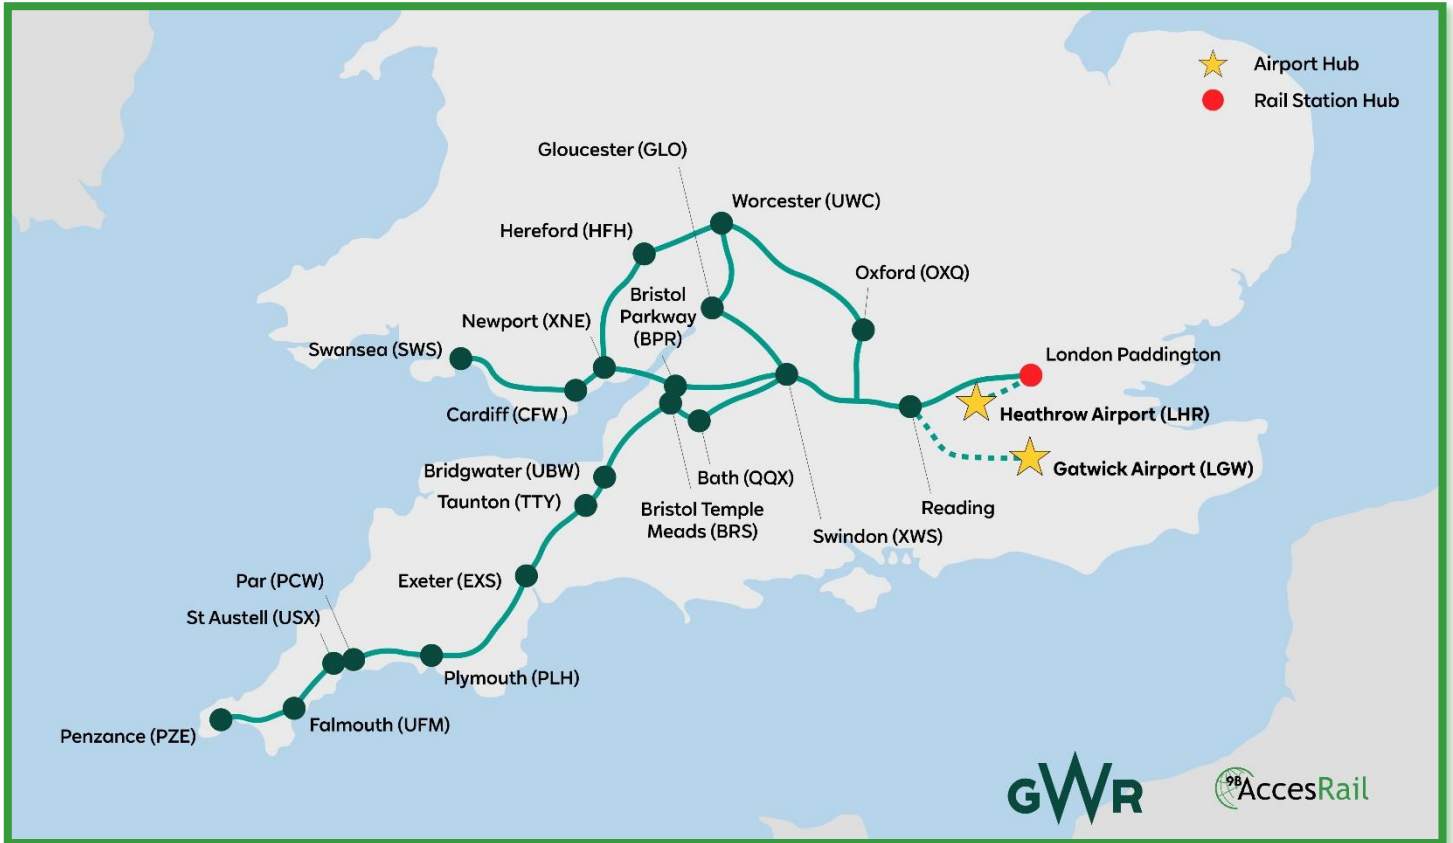 Airport Hub
Rail Station Hub
Gloucester (GLO)
Worcester (UWC)
Hereford (HFH)
Oxford (OXQ)
Bristol
Parkway
(BPR)
Newport (XNE)
Swansea (SWS)
London Paddington
Cardiff (CFW )
Heathrow Airport (LHR)
Bridgwater (UBW)
Bath (QQX)
Gatwick Airport (LGW)
Taunton (TTY)
Bristol Temple
Meads (BRS)
Reading
Swindon (XWS)
Par (PCW)
Exeter (EXS)
St Austell (USX)
Plymouth (PLH)
Falmouth (UFM)
Penzance (PZE)
GWR
9B AccesRail